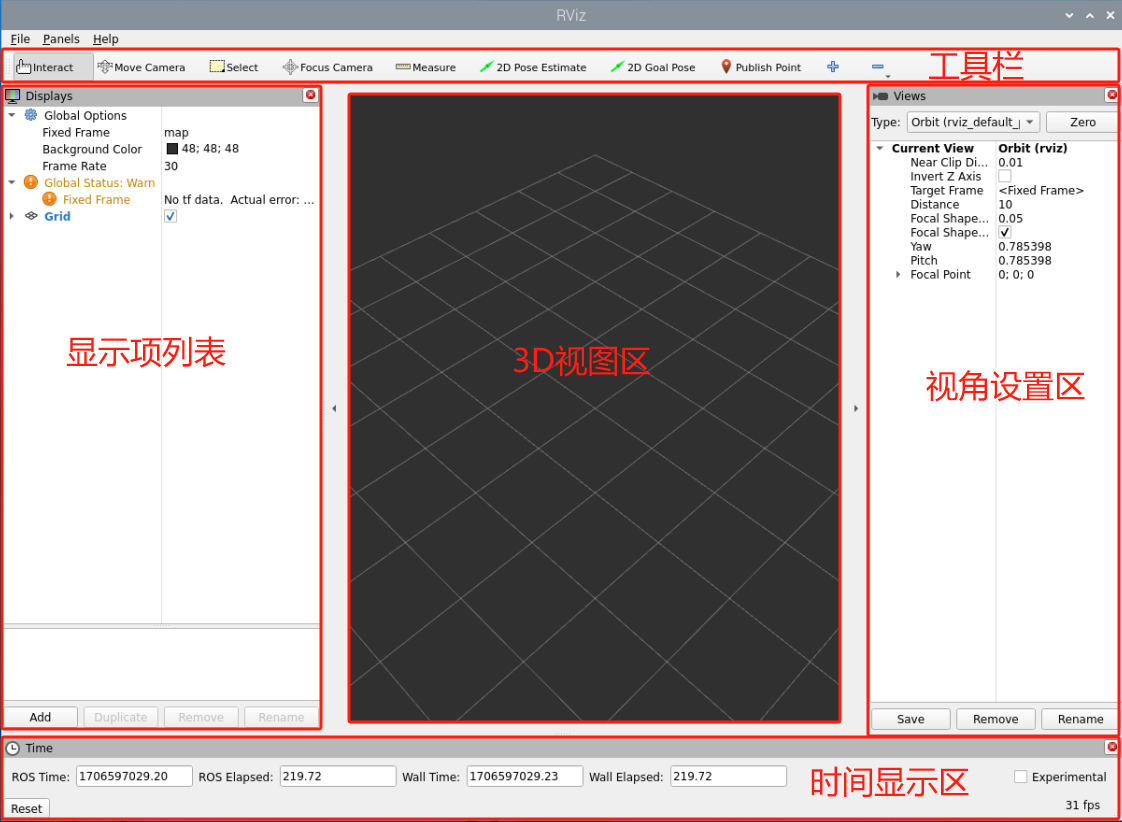 RViz
File Panels Help
Interact Move Camera Select Focus Camera Measure 2D Pose Estimate 2D Goal Pose Publish Point 工具栏
Displays
Global Options
Fixed Frame map
Background Color 48; 48; 48
Frame Rate 30
Global Status: Warn
Fixed Frame No tf data. Actual error: ...
Grid
显示项列表
Add Duplicate Remove Rename
3D视图区
Views
Type: Orbit (rviz_default_ Zero
Current View Orbit (rviz)
Near Clip Di... 0.01
Invert Z Axis
Target Frame <Fixed Frame>
Distance 10
Focal Shape... 0.05
Focal Shape...
Yaw 0.785398
Pitch 0.785398
Focal Point 0; 0; 0
视角设置区
Save Remove Rename
Time
ROS Time: 1706597029.20 ROS Elapsed: 219.72 Wall Time: 1706597029.23 Wall Elapsed: 219.72 时间显示区 Experimental
Reset 31 fps